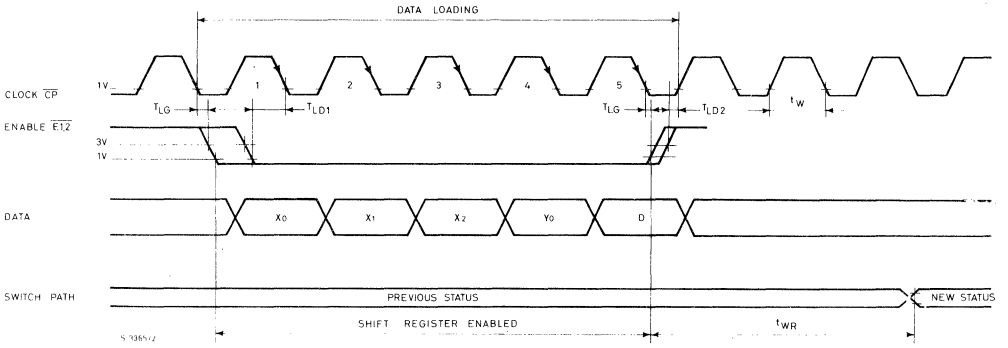 DATA LOADING
1V
1 2 3 4 5
CLOCK CP
TLG TLD1 TLG TLD2 tW
ENABLE E1,2
3V
1V
DATA X0 X1 X2 Y0 D
SWITCH PATH PREVIOUS STATUS NEW STATUS
SHIFT REGISTER ENABLED tWR